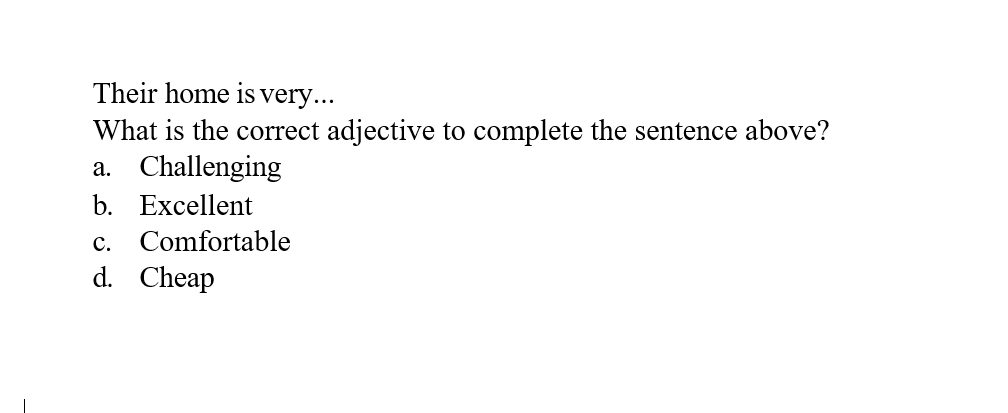 Their home is very...
What is the correct adjective to complete the sentence above?
a. Challenging
b. Excellent
c. Comfortable
d. Cheap